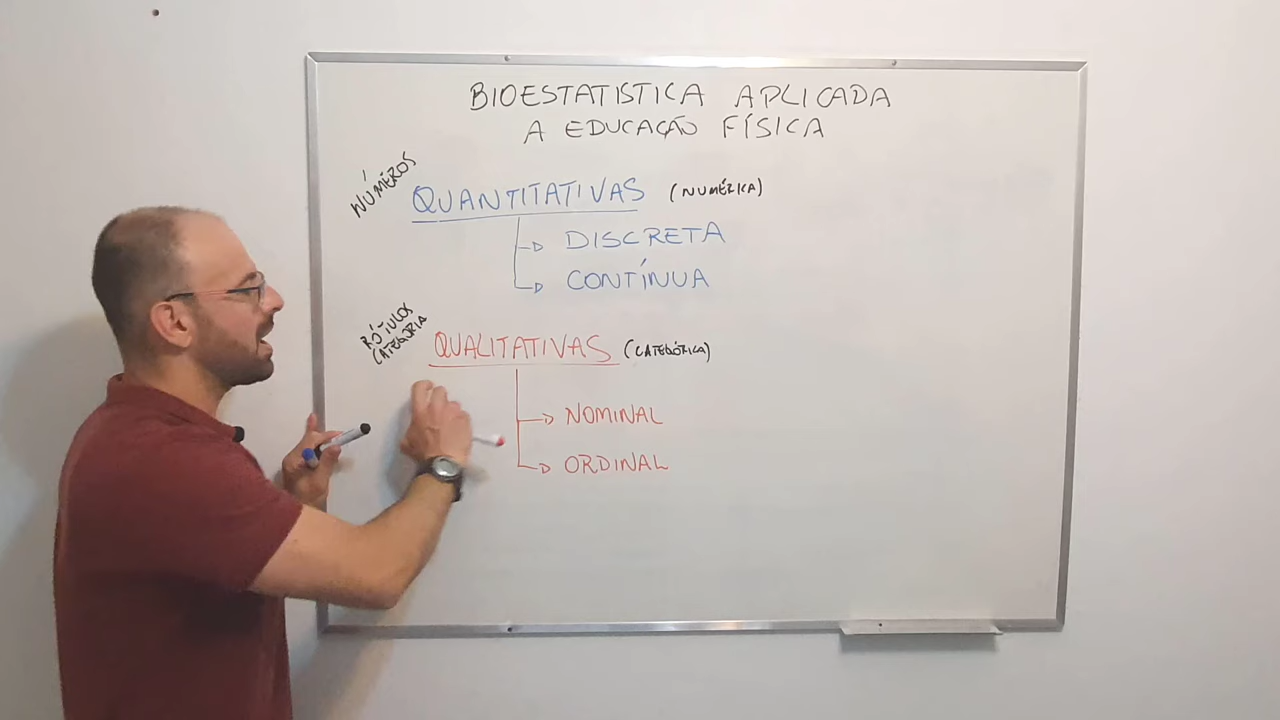 BIOESTATISTICA APLICADA
A EDUCAÇÃO FÍSICA
NÚMEROS
QUANTITATIVAS (NUMÉRICA)
DISCRETA
CONTÍNUA
RÓTULOS
CATEGORIA
QUALITATIVAS (CATEGÓRICA)
NOMINAL
ORDINAL